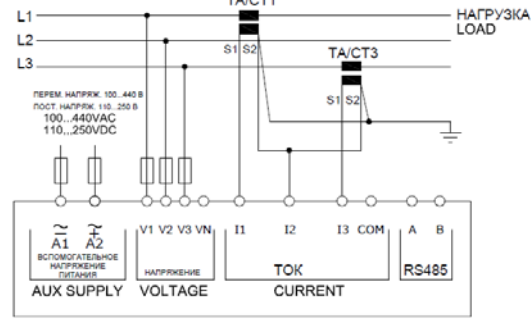 TA/CT1
L1
НАГРУЗКА
LOAD
L2
S1 S2
TA/CT3
L3
ПЕРЕМ. НАПРЯЖ. 100...440 В
ПОСТ. НАПРЯЖ. 110...250 В
100...440VAC
110,,,250VDC
S1 S2
A1 A2 V1 V2 V3 VN I1 I2 I3 COM A B
ВСПОМОГАТЕЛЬНОЕ
НАПРЯЖЕНИЕ
ПИТАНИЯ
НАПРЯЖЕНИЕ
ТОК
RS485
AUX SUPPLY VOLTAGE CURRENT